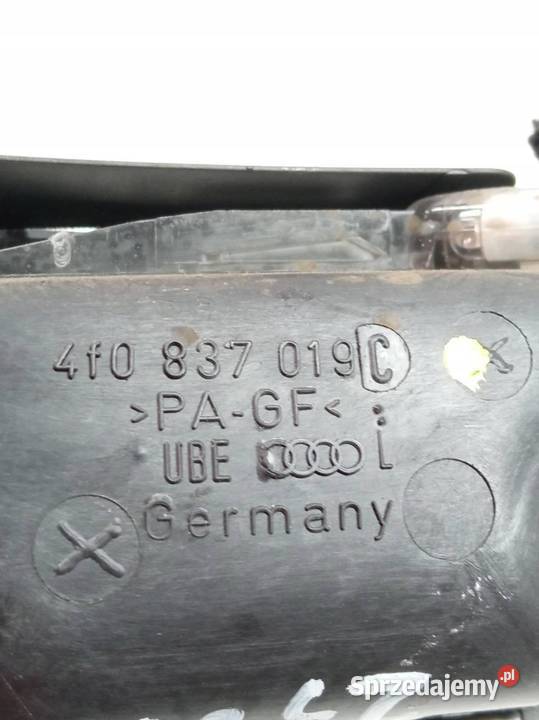 4f0 837 019 C
>PA-GF<
UBE L
Germany
Sprzedajemy.pl